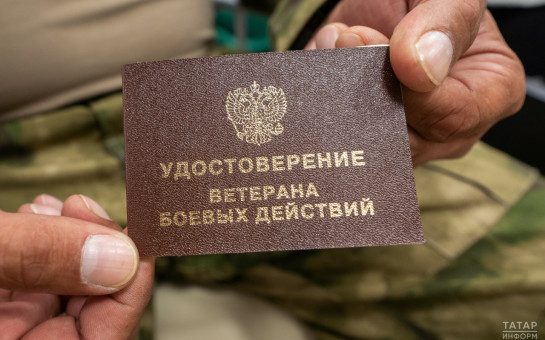 УДОСТОВЕРЕНИЕ
ВЕТЕРАНА
БОЕВЫХ ДЕЙСТВИЙ
ТАТАР
ИНФОРМ